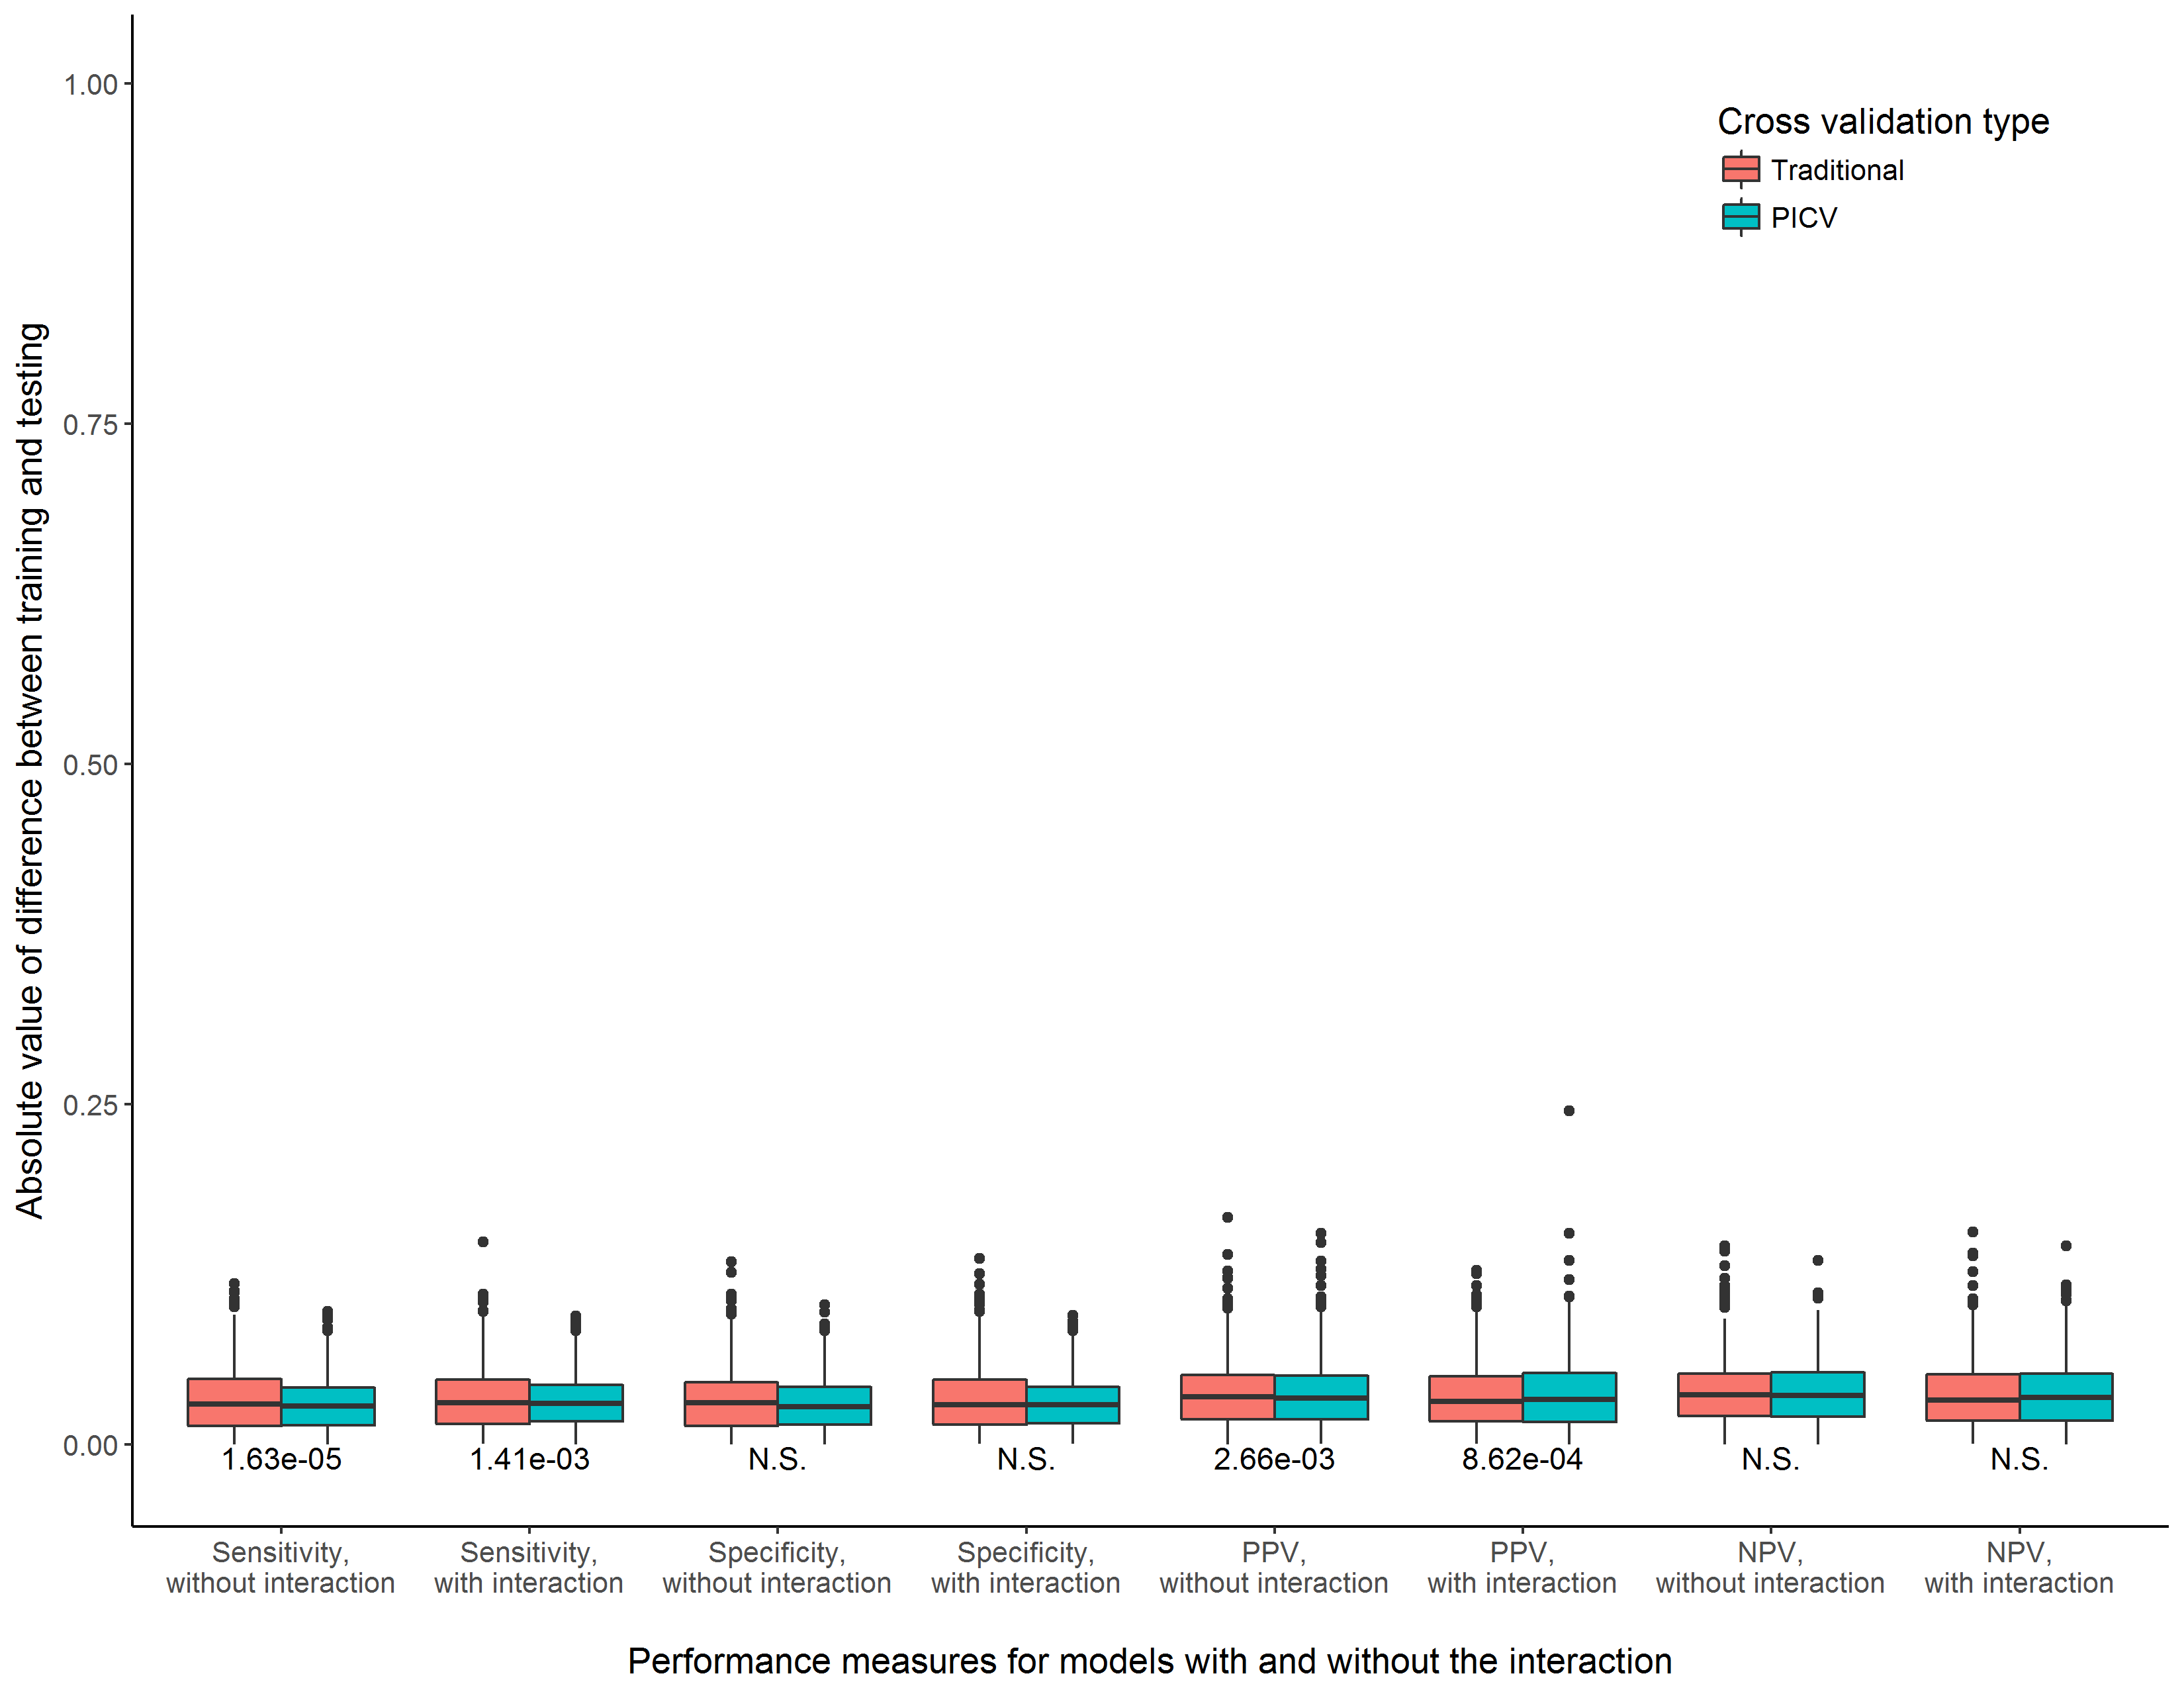 Absolute value of difference between training and testing
1.00
0.75
0.50
0.25
0.00
Cross validation type
Traditional
PICV
1.63e-05
1.41e-03
N.S.
N.S.
2.66e-03
8.62e-04
N.S.
N.S.
Sensitivity,
without interaction
Sensitivity,
with interaction
Specificity,
without interaction
Specificity,
with interaction
PPV,
without interaction
PPV,
with interaction
NPV,
without interaction
NPV,
with interaction
Performance measures for models with and without the interaction